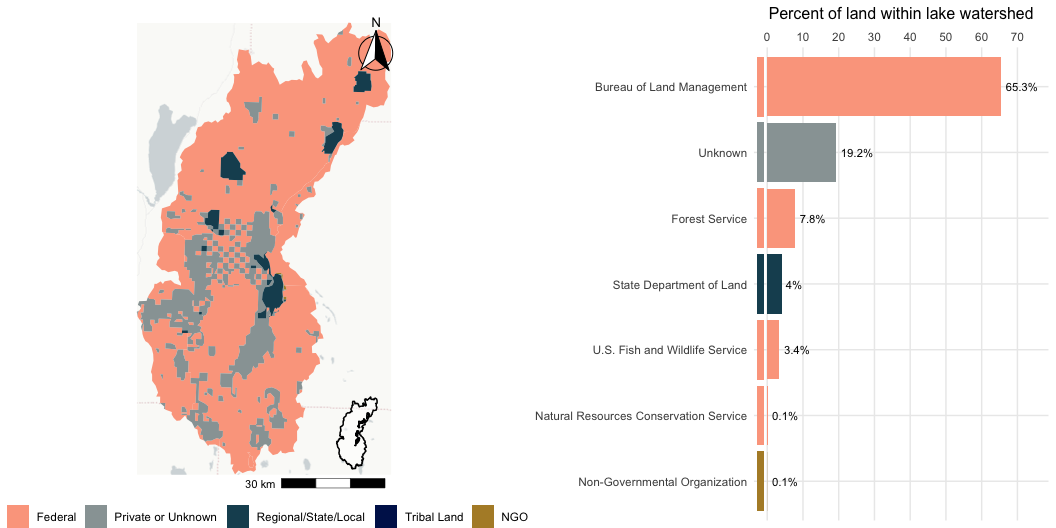 N
30 km
Federal
Private or Unknown
Regional/State/Local
Tribal Land
NGO
Percent of land within lake watershed
0 10 20 30 40 50 60 70
Bureau of Land Management 65.3%
Unknown 19.2%
Forest Service 7.8%
State Department of Land 4%
U.S. Fish and Wildlife Service 3.4%
Natural Resources Conservation Service 0.1%
Non-Governmental Organization 0.1%